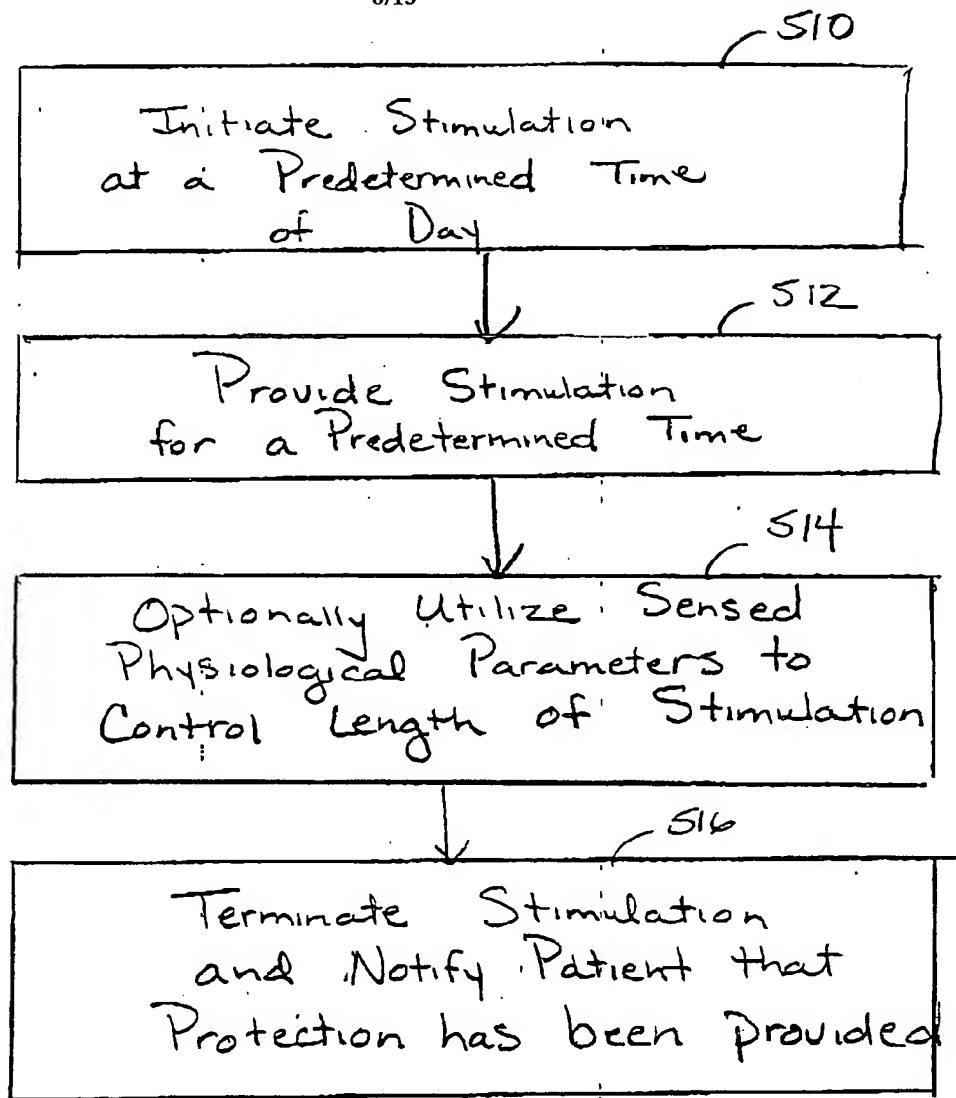 510
Initiate Stimulation
at a Predetermined Time
of Day
512
Provide Stimulation
for a Predetermined Time
514
Optionally Utilize Sensed
Physiological Parameters to
Control Length of Stimulation
516
Terminate Stimulation
and Notify Patient that
Protection has been provided